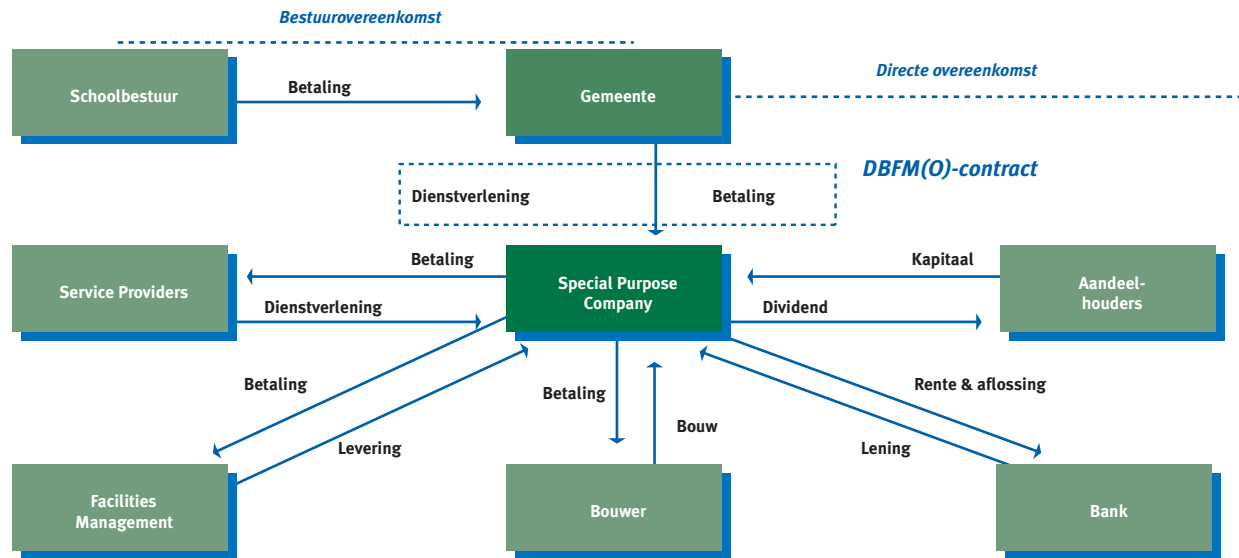 Bestuurovereenkomst
Schoolbestuur
Betaling
Gemeente
Directe overeenkomst
DBFM(O)-contract
Dienstverlening
Betaling
Service Providers
Betaling
Dienstverlening
Special Purpose
Company
Kapitaal
Dividend
Aandeel-
houders
Betaling
Levering
Betaling
Bouw
Rente & aflossing
Lening
Facilities
Management
Bouwer
Bank